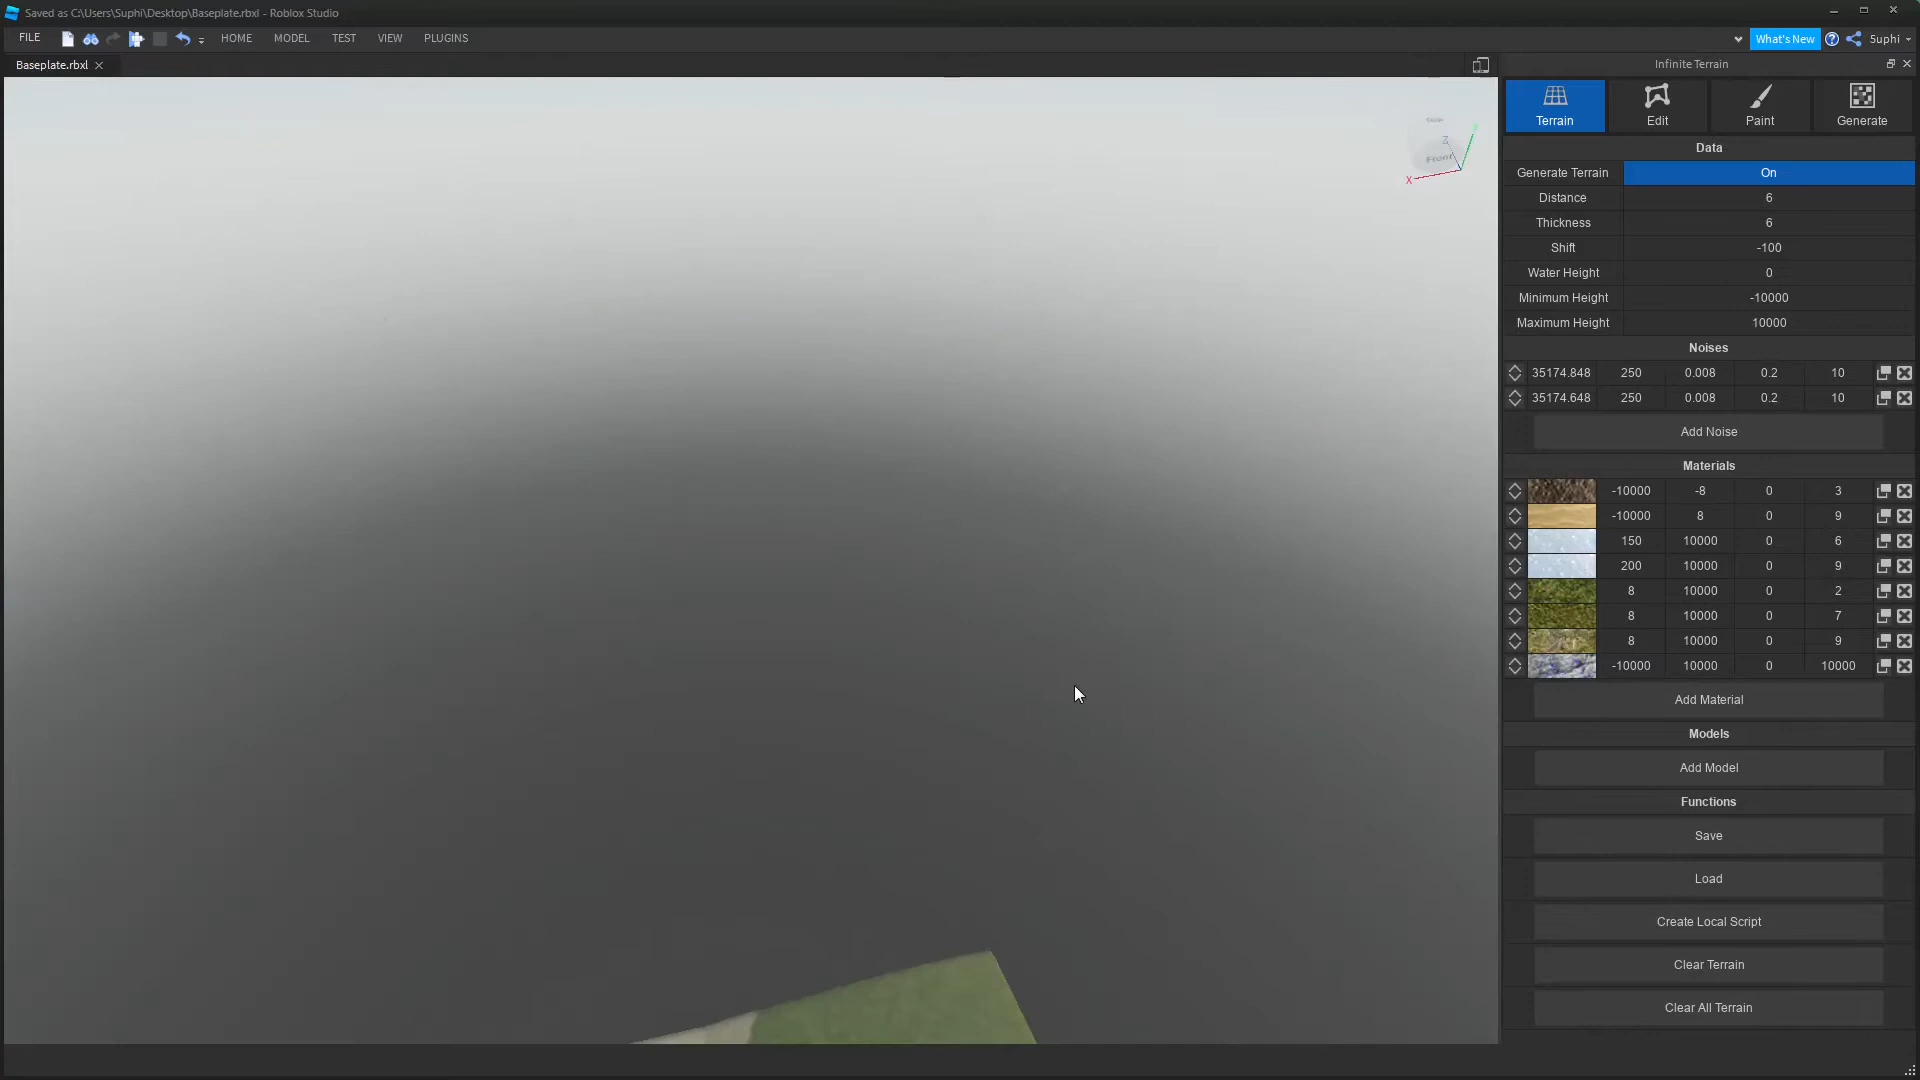 Saved as C:\Users\Suphi\Desktop\Baseplate.rbxl - Roblox Studio
FILE HOME MODEL TEST VIEW PLUGINS What's New 5uphi
Baseplate.rbxl
Infinite Terrain
Terrain Edit Paint Generate
Data
Generate Terrain On
Distance 6
Thickness 6
Shift -100
Water Height 0
Minimum Height -10000
Maximum Height 10000
Noises
35174.848 250 0.008 0.2 10
35174.648 250 0.008 0.2 10
Add Noise
Materials
-10000 -8 0 3
-10000 8 0 9
150 10000 0 6
200 10000 0 9
8 10000 0 2
8 10000 0 7
8 10000 0 9
-10000 10000 0 10000
Add Material
Models
Add Model
Functions
Save
Load
Create Local Script
Clear Terrain
Clear All Terrain
Z
Front
X